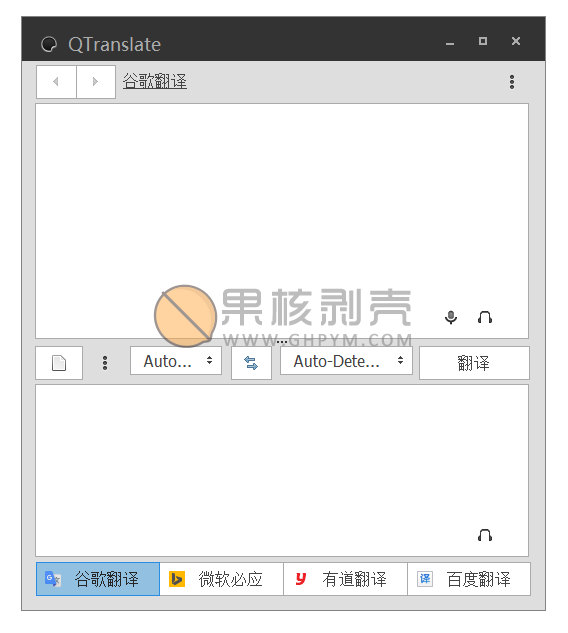 QTranslate
谷歌翻译
果核剥壳
WWW.GHPYM.COM
Auto... Auto-Dete... 翻译
谷歌翻译 微软必应 有道翻译 百度翻译